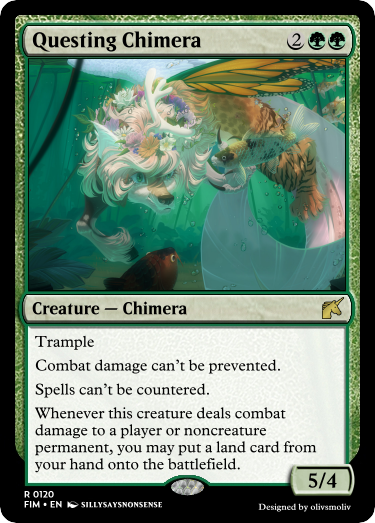 Questing Chimera 2
Creature — Chimera
Trample
Combat damage can't be prevented.
Spells can't be countered.
Whenever this creature deals combat
damage to a player or noncreature
permanent, you may put a land card from
your hand onto the battlefield.
5/4
R 0120
FIM • EN SILLYSAYSNONSENSE
Designed by olivsmoliv